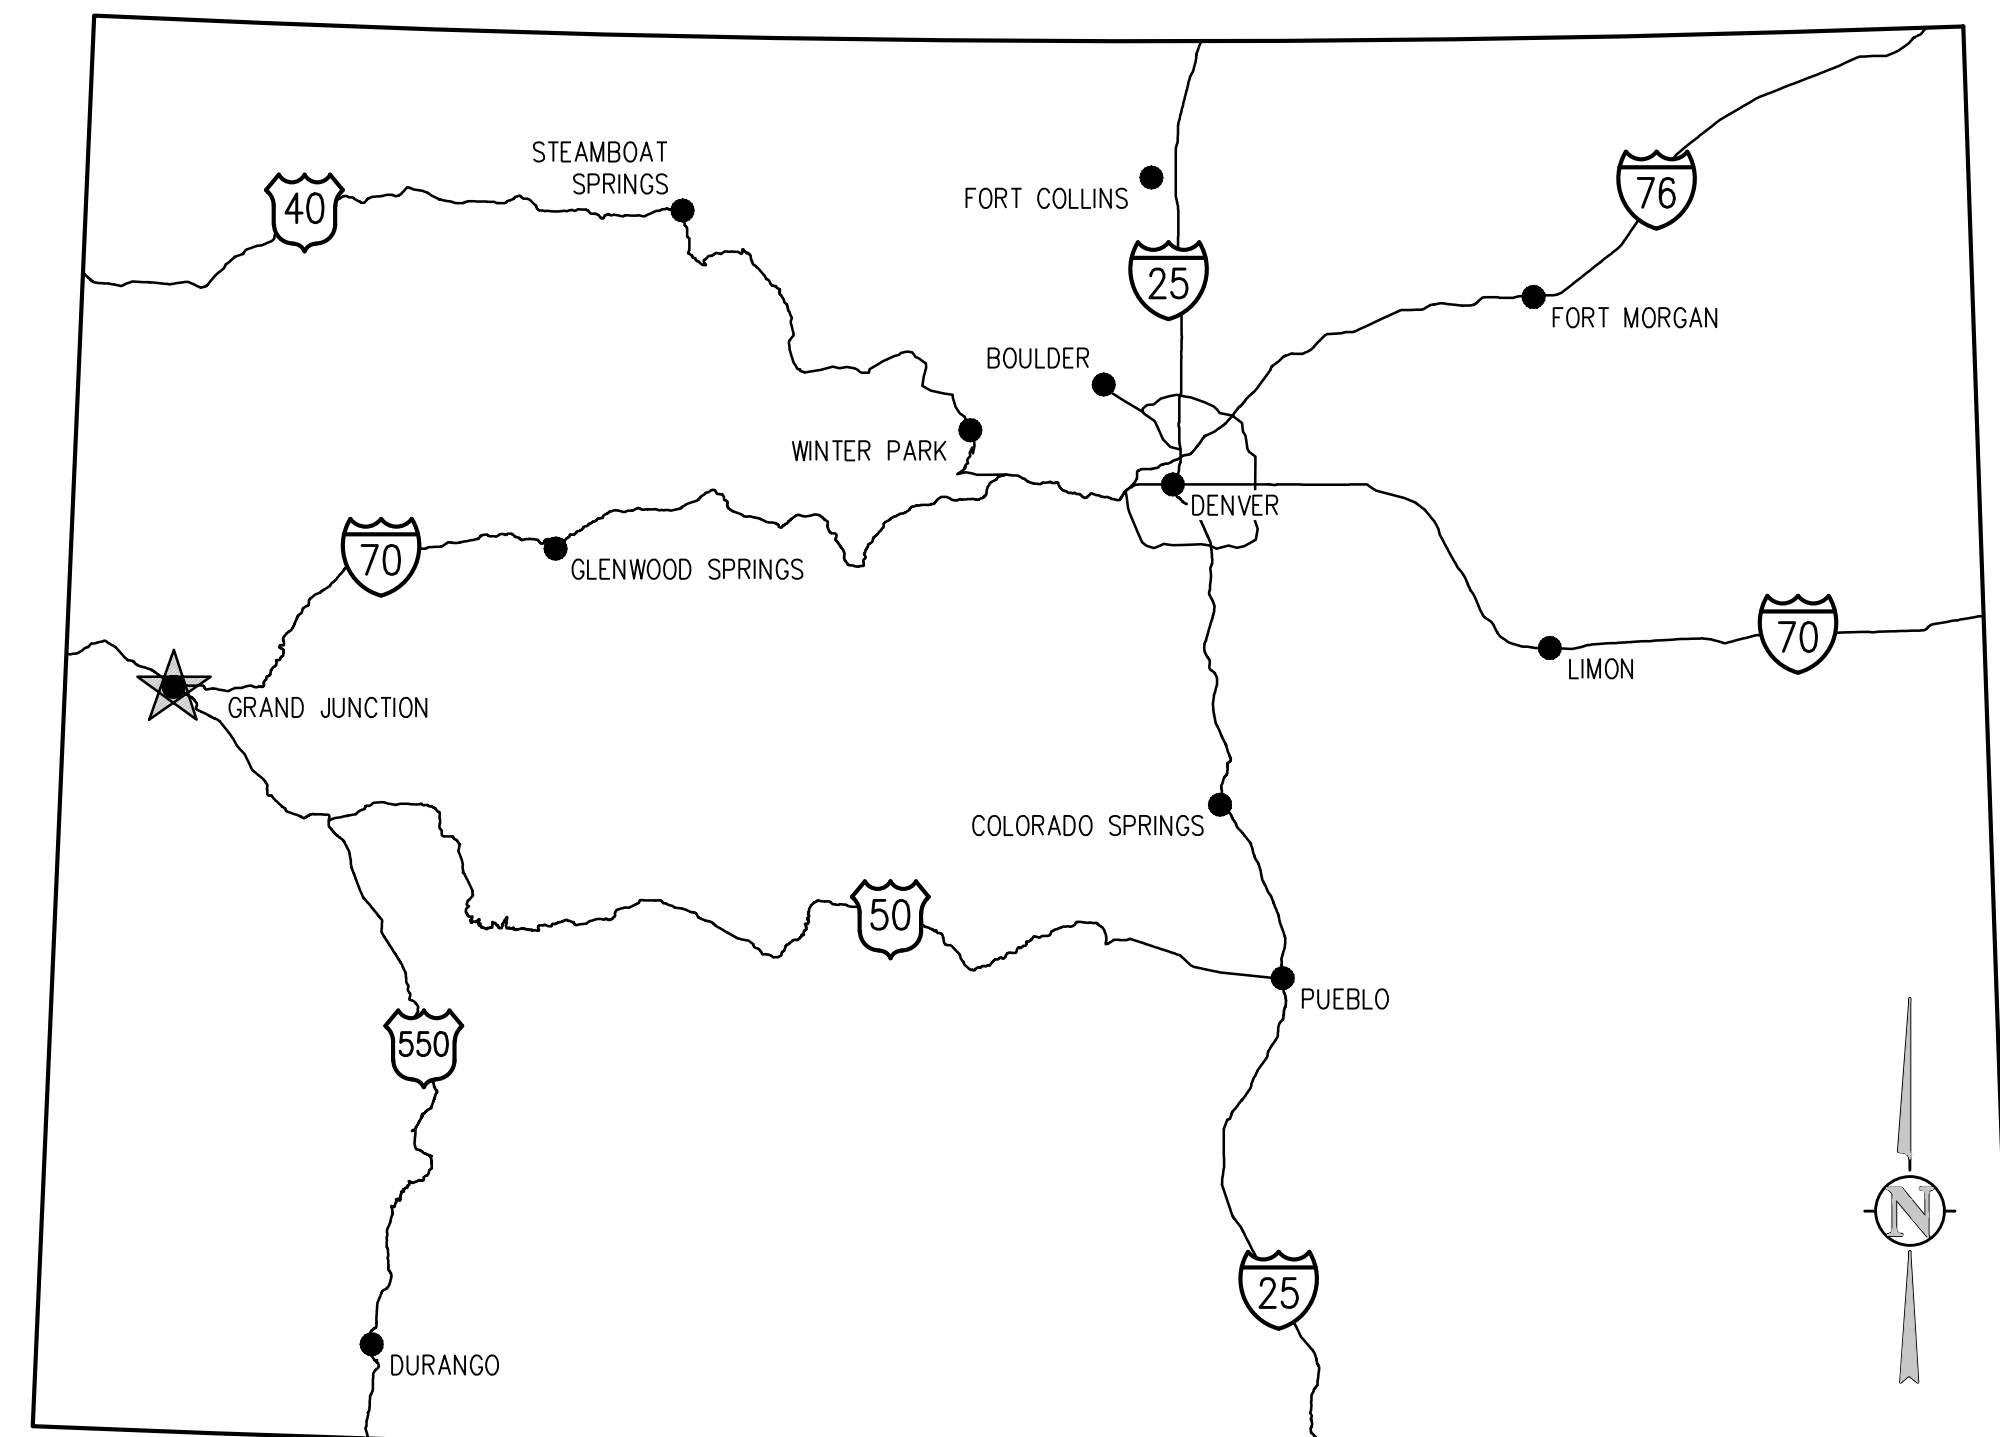 STEAMBOAT
SPRINGS
40
FORT COLLINS
76
25
FORT MORGAN
BOULDER
WINTER PARK
DENVER
70
GLENWOOD SPRINGS
70
LIMON
GRAND JUNCTION
COLORADO SPRINGS
50
PUEBLO
550
N
25
DURANGO